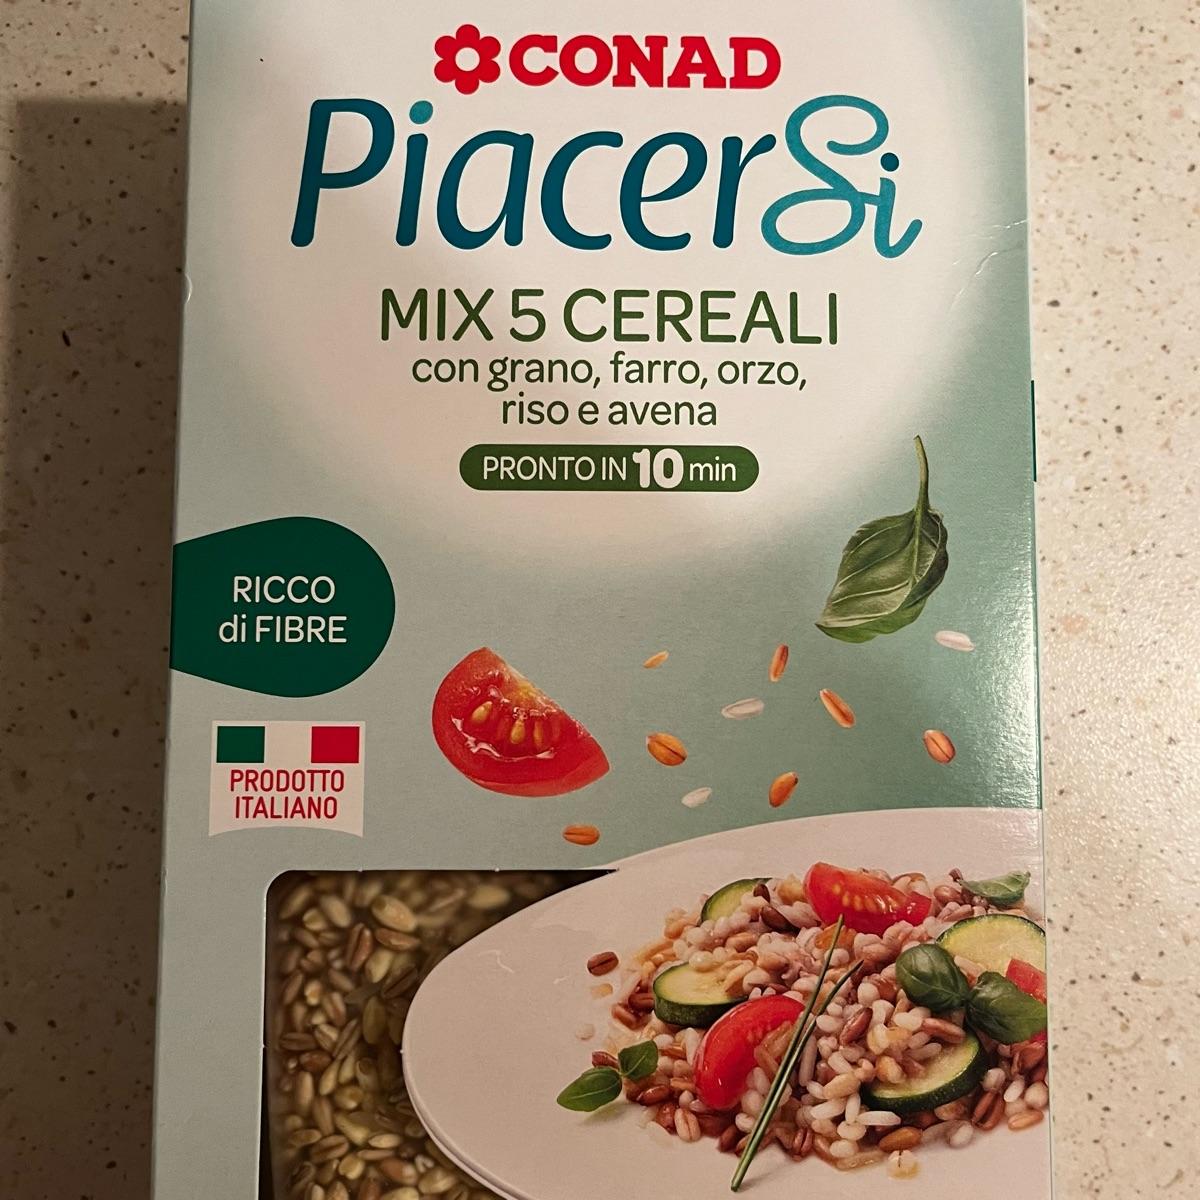 CONAD
PiacerSi
MIX 5 CEREALI
con grano, farro, orzo,
riso e avena
PRONTO IN 10 min
RICCO
di FIBRE
PRODOTTO
ITALIANO